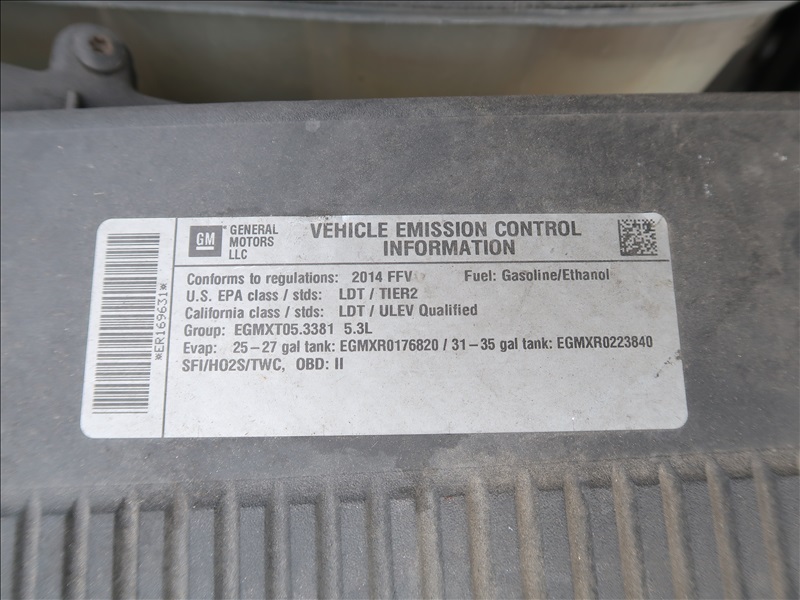 GM
GENERAL
MOTORS
LLC
VEHICLE EMISSION CONTROL
INFORMATION
Conforms to regulations: 2014 FFV Fuel: Gasoline/Ethanol
U.S. EPA class / stds: LDT / TIER2
California class / stds: LDT / ULEV Qualified
Group: EGMXT05.3381 5.3L
Evap: 25-27 gal tank: EGMXR0176820 / 31-35 gal tank: EGMXR0223840
SFI/HO2S/TWC, OBD: II
*ER169631*